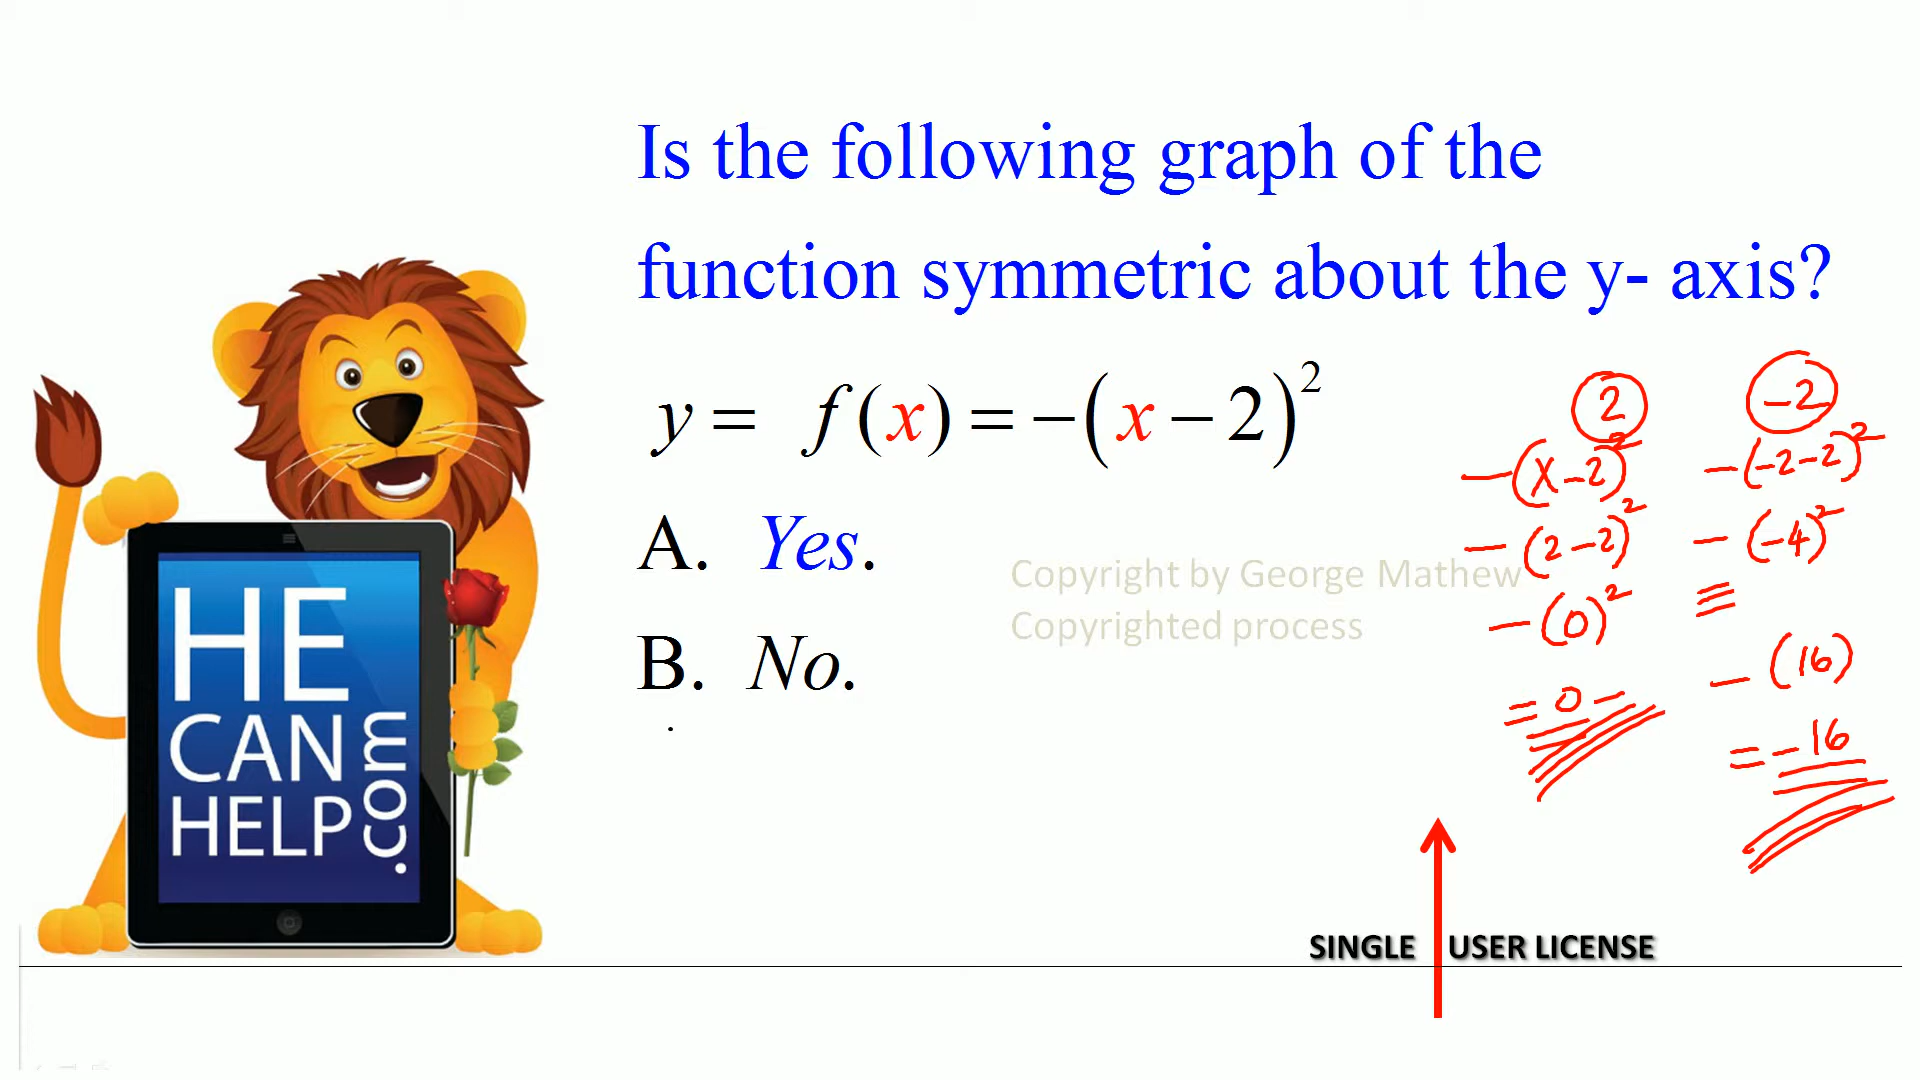 Is the following graph of the
function symmetric about the y- axis?
y = f(x) = −(x − 2)²
A. Yes.
B. No.
Copyright by George Mathew
Copyrighted process
2
−(x−2)²
−(2−2)²
−(0)²
= 0
-2
−(−2−2)²
−(−4)²
−(16)
= −16
HE
CAN
HELP
.com
SINGLE USER LICENSE